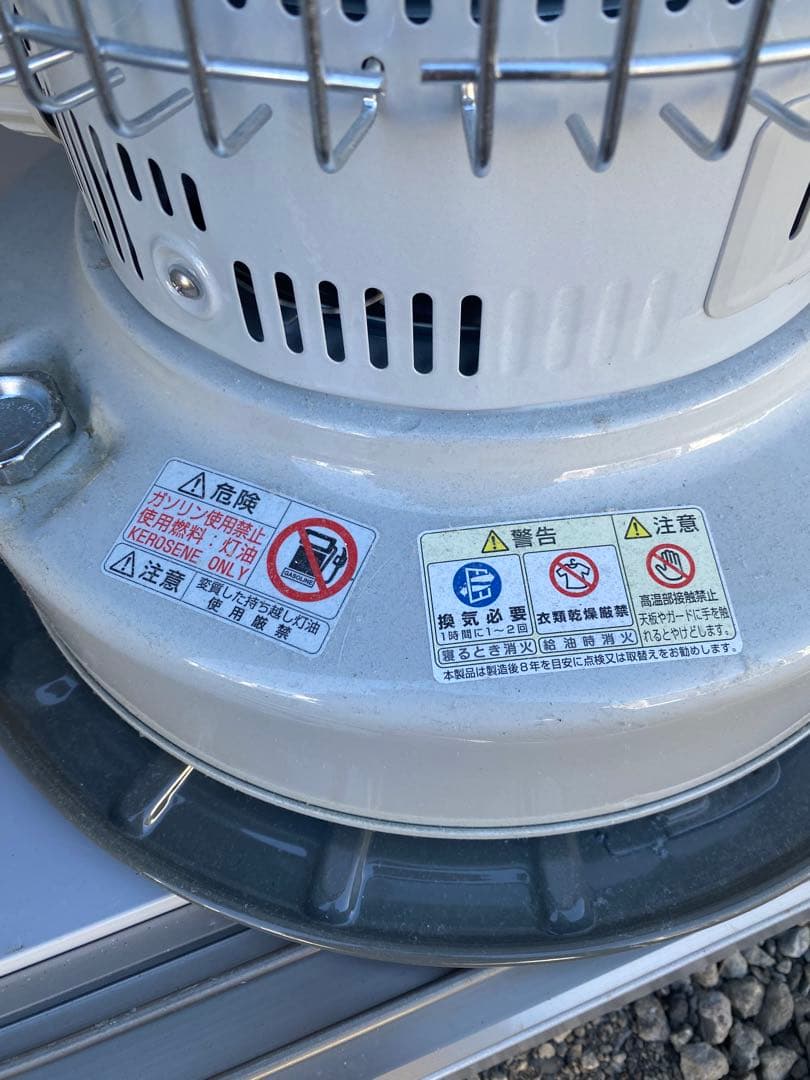 危険
ガソリン使用禁止
使用燃料：灯油
KEROSENE ONLY
GASOLINE
注意
変質した持ち越し灯油
使用厳禁
警告
換気必要
1時間に1〜2回
寝るとき消火
衣類乾燥厳禁
給油時消火
注意
高温部接触禁止
天板やガードに手を触
れるとやけどします。
本製品は製造後8年を目安に点検又は取替えをお勧めします。